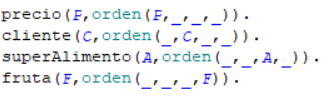 precio(P,orden(P,_,_,_)).
cliente(C,orden(_,C,_,_)).
superAlimento(A,orden(_,_,A,_)).
fruta(F,orden(_,_,_,F)).